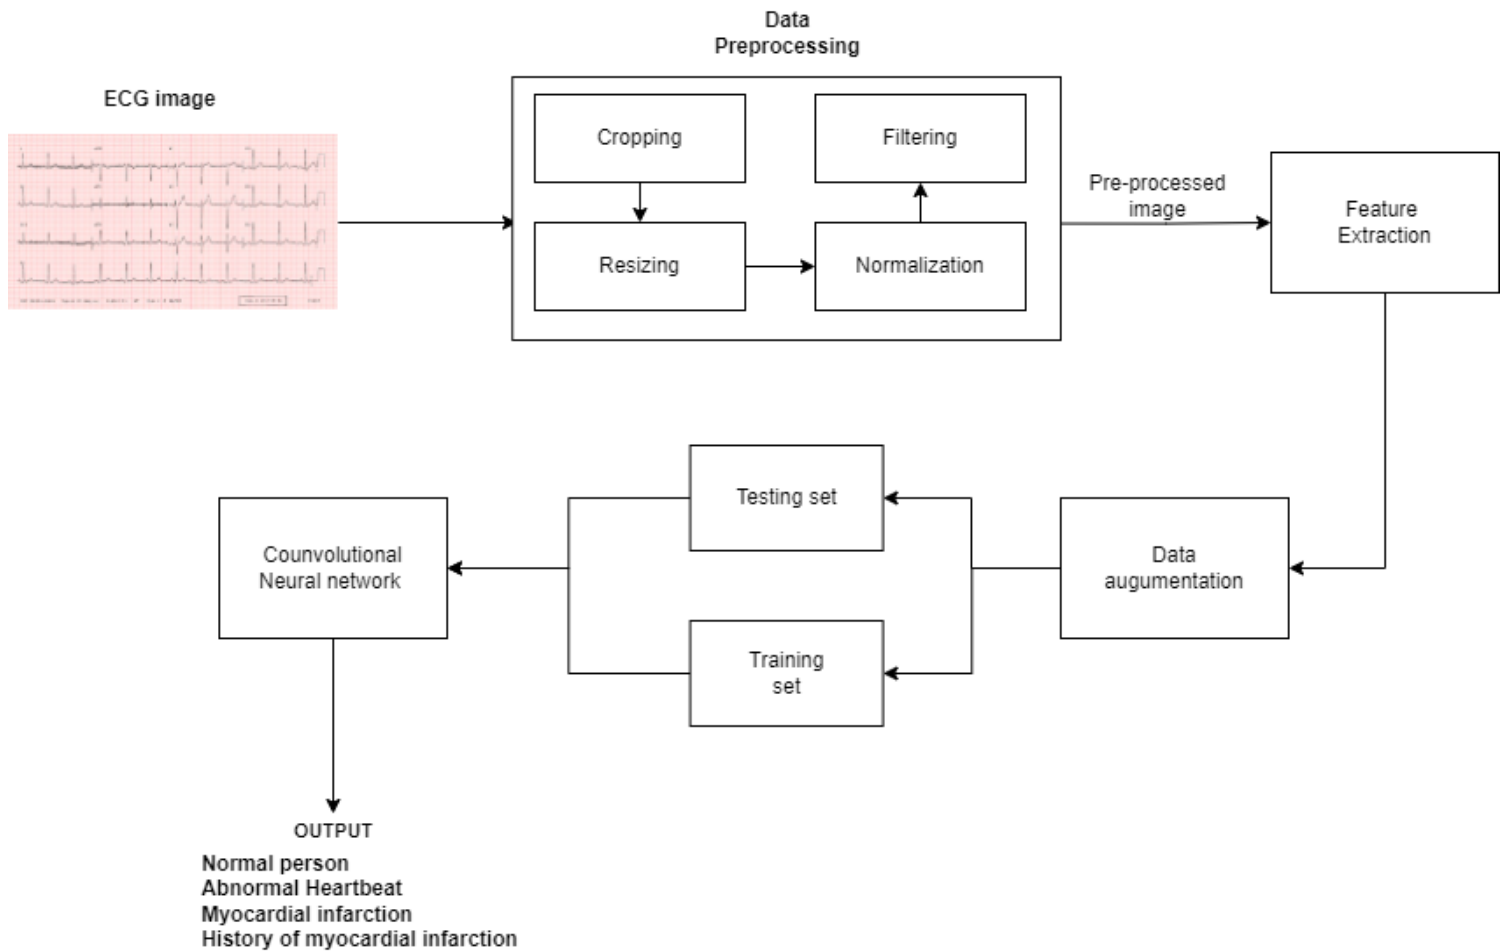 Data
Preprocessing
ECG image
Cropping
Filtering
Resizing
Normalization
Pre-processed
image
Feature
Extraction
Testing set
Counvolutional
Neural network
Data
augumentation
Training
set
OUTPUT
Normal person
Abnormal Heartbeat
Myocardial infarction
History of myocardial infarction